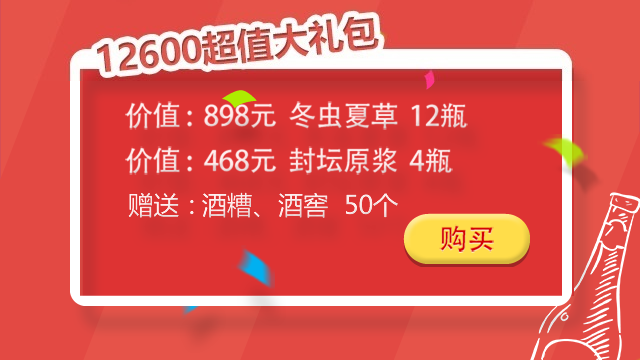 12600超值大礼包
价值：898元 冬虫夏草 12瓶
价值：468元 封坛原浆 4瓶
赠送：酒糟、酒窖 50个
购买